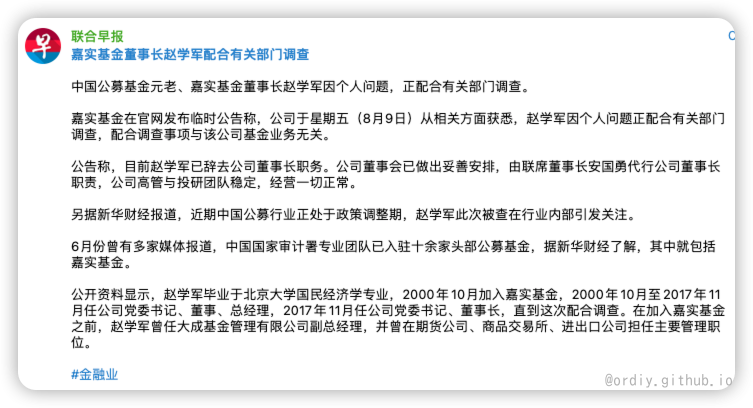 联合早报
嘉实基金董事长赵学军配合有关部门调查
中国公募基金元老、嘉实基金董事长赵学军因个人问题，正配合有关部门调查。
嘉实基金在官网发布临时公告称，公司于星期五（8月9日）从相关方面获悉，赵学军因个人问题正配合有关部门
调查，配合调查事项与该公司基金业务无关。
公告称，目前赵学军已辞去公司董事长职务。公司董事会已做出妥善安排，由联席董事长安国勇代行公司董事长
职责，公司高管与投研团队稳定，经营一切正常。
另据新华财经报道，近期中国公募行业正处于政策调整期，赵学军此次被查在行业内部引发关注。
6月份曾有多家媒体报道，中国国家审计署专业团队已入驻十余家头部公募基金，据新华财经了解，其中就包括
嘉实基金。
公开资料显示，赵学军毕业于北京大学国民经济学专业，2000年10月加入嘉实基金，2000年10月至2017年11
月任公司党委书记、董事、总经理，2017年11月任公司党委书记、董事长，直到这次配合调查。在加入嘉实基金
之前，赵学军曾任大成基金管理有限公司副总经理，并曾在期货公司、商品交易所、进出口公司担任主要管理职
位。
#金融业
@ordiy.github.io
早